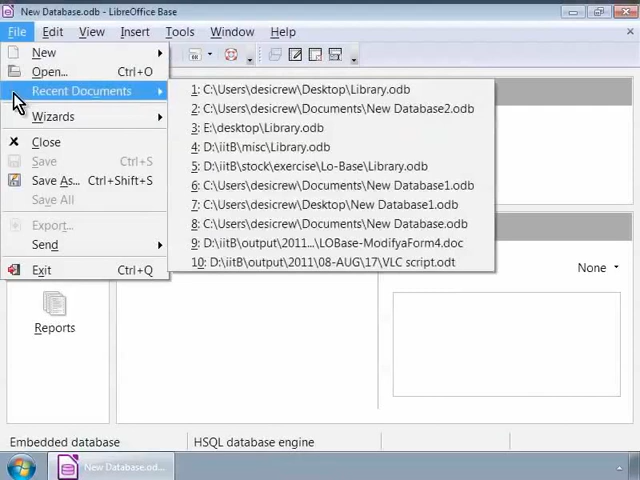 New Database.odb - LibreOffice Base
File Edit View Insert Tools Window Help
New
Open... Ctrl+O
Recent Documents
Wizards
Close
Save Ctrl+S
Save As... Ctrl+Shift+S
Save All
Export...
Send
Exit Ctrl+Q
1: C:\Users\desicrew\Desktop\Library.odb
2: C:\Users\desicrew\Documents\New Database2.odb
3: E:\desktop\Library.odb
4: D:\iitB\misc\Library.odb
5: D:\iitB\stock\exercise\Lo-Base\Library.odb
6: C:\Users\desicrew\Documents\New Database1.odb
7: C:\Users\desicrew\Desktop\New Database1.odb
8: C:\Users\desicrew\Documents\New Database.odb
9: D:\iitB\output\2011...\LOBase-ModifyaForm4.doc
10: D:\iitB\output\2011\08-AUG\17\VLC script.odt
None
Reports
Embedded database
HSQL database engine
New Database.od...